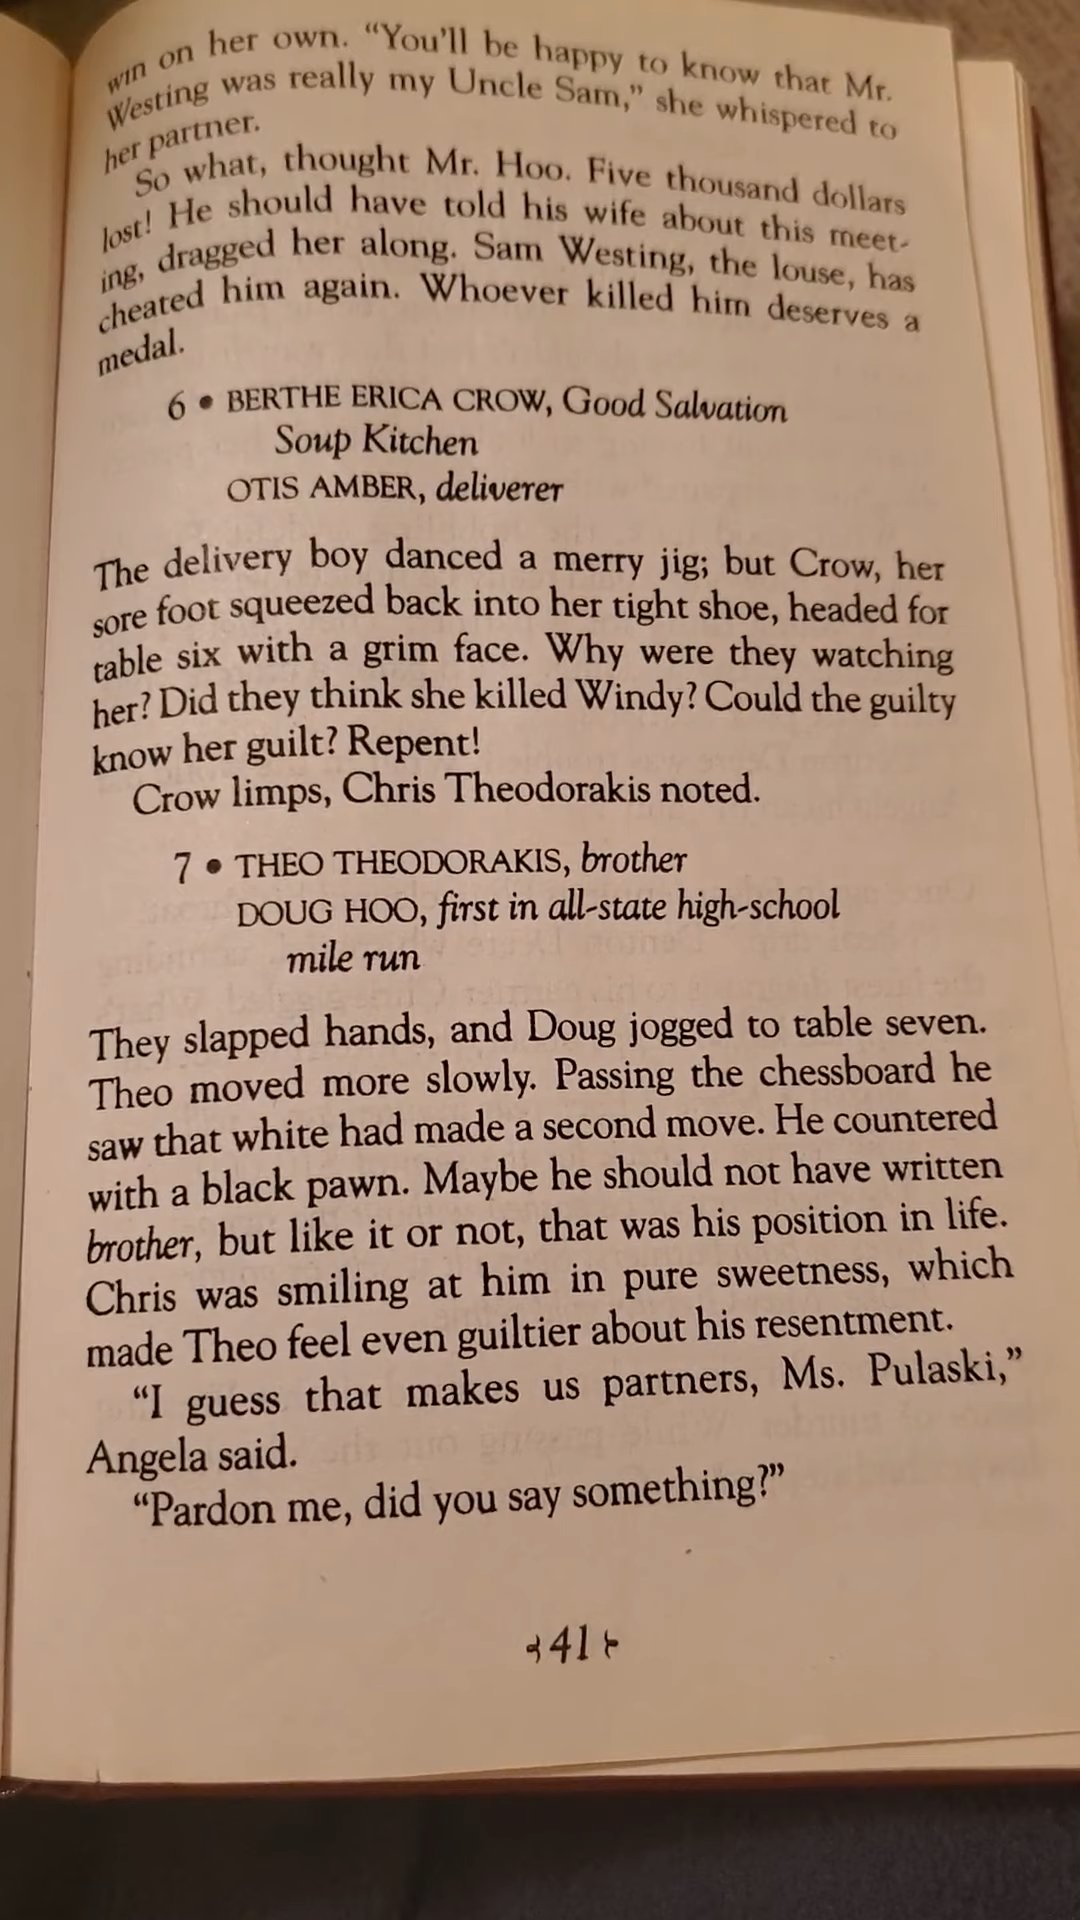 win on her own. “You'll be happy to know that Mr.
Westing was really my Uncle Sam,” she whispered to
her partner.
So what, thought Mr. Hoo. Five thousand dollars
lost! He should have told his wife about this meet-
ing, dragged her along. Sam Westing, the louse, has
cheated him again. Whoever killed him deserves a
medal.
6 • BERTHE ERICA CROW, Good Salvation
Soup Kitchen
OTIS AMBER, deliverer
The delivery boy danced a merry jig; but Crow, her
sore foot squeezed back into her tight shoe, headed for
table six with a grim face. Why were they watching
her? Did they think she killed Windy? Could the guilty
know her guilt? Repent!
Crow limps, Chris Theodorakis noted.
7 • THEO THEODORAKIS, brother
DOUG HOO, first in all-state high-school
mile run
They slapped hands, and Doug jogged to table seven.
Theo moved more slowly. Passing the chessboard he
saw that white had made a second move. He countered
with a black pawn. Maybe he should not have written
brother, but like it or not, that was his position in life.
Chris was smiling at him in pure sweetness, which
made Theo feel even guiltier about his resentment.
“I guess that makes us partners, Ms. Pulaski,”
Angela said.
“Pardon me, did you say something?”
41